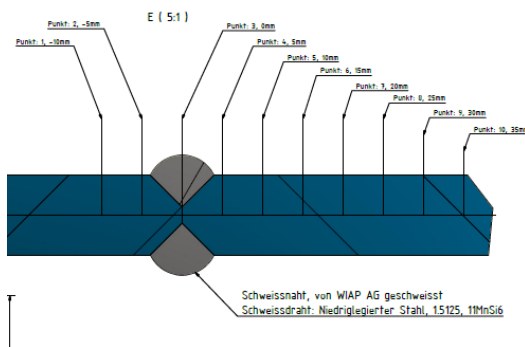 E ( 5:1 )
Punkt: 1, -10mm
Punkt: 2, -5mm
Punkt: 3, 0mm
Punkt: 4, 5mm
Punkt: 5, 10mm
Punkt: 6, 15mm
Punkt: 7, 20mm
Punkt: 8, 25mm
Punkt: 9, 30mm
Punkt: 10, 35mm
Schweissnaht, von WIAP AG geschweisst
Schweissdraht: Niedriglegierter Stahl, 1.5125, 11MnSi6